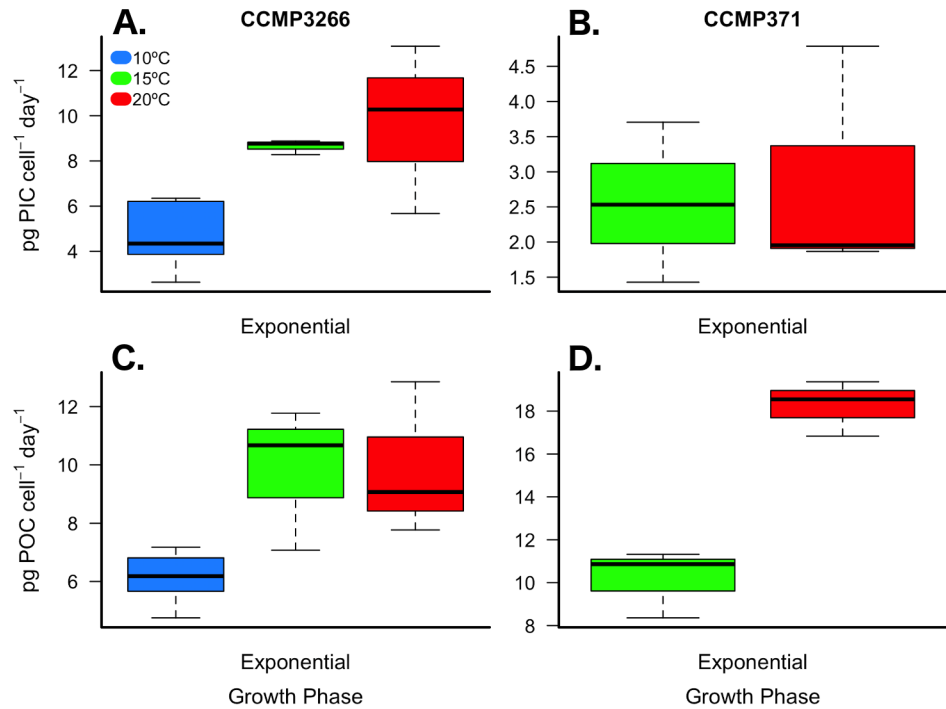 A. CCMP3266
B. CCMP371
10ºC
15ºC
20ºC
pg PIC cell⁻¹ day⁻¹
12
10
8
6
4
4.5
4.0
3.5
3.0
2.5
2.0
1.5
Exponential
Exponential
C.
D.
pg POC cell⁻¹ day⁻¹
12
10
8
6
18
16
14
12
10
8
Exponential
Exponential
Growth Phase
Growth Phase